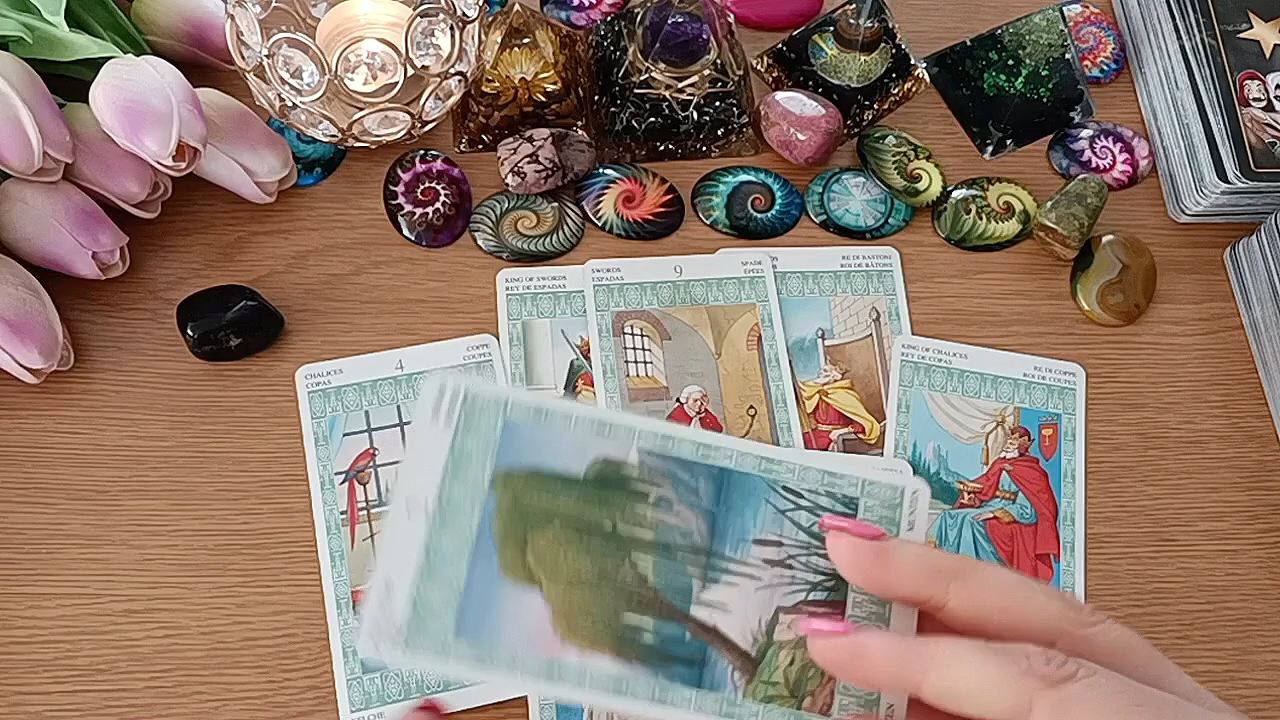 KING OF SWORDS
REY DE ESPADAS
SWORDS
ESPADAS
9
SPADE
ÉPÉES
RE DI BASTONI
ROI DE BÂTONS
CHALICES
COPAS
4
COPPE
COUPES
KING OF CHALICES
REY DE COPAS
RE DI COPPE
ROI DE COUPES